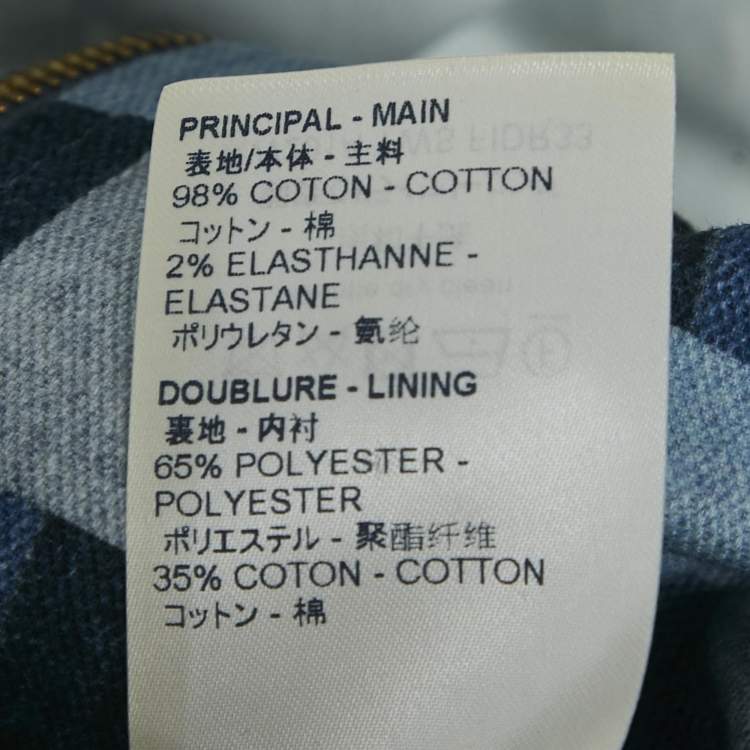 PRINCIPAL - MAIN
表地/本体 - 主料
98% COTON - COTTON
コットン - 棉
2% ELASTHANNE -
ELASTANE
ポリウレタン - 氨纶
DOUBLURE - LINING
裏地 - 内衬
65% POLYESTER -
POLYESTER
ポリエステル - 聚酯纤维
35% COTON - COTTON
コットン - 棉